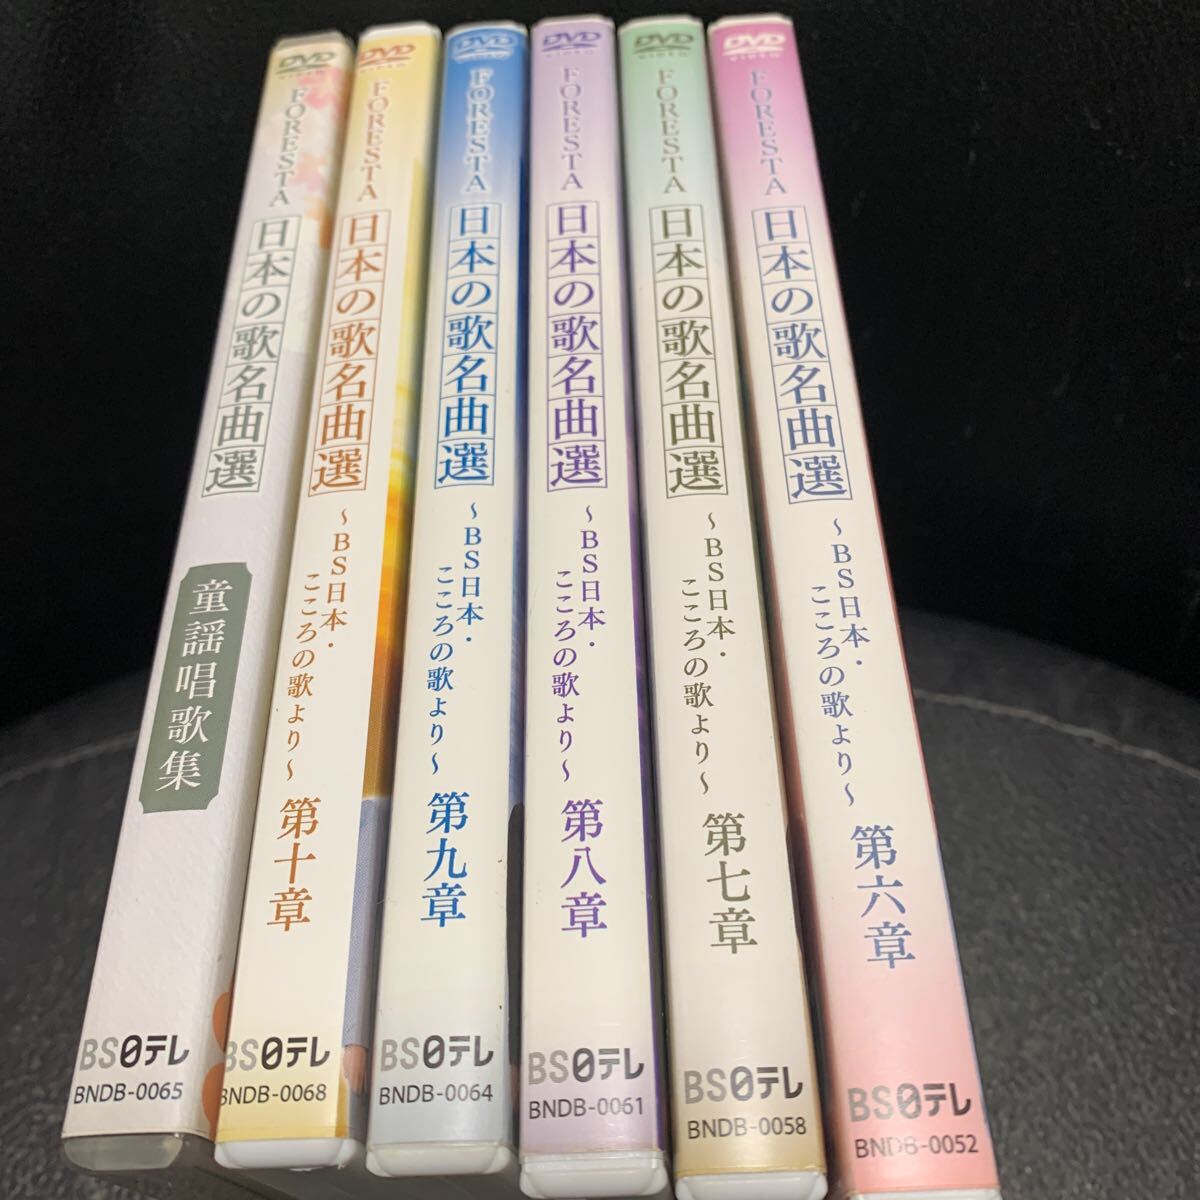 DVD
VIDEO
FORESTA
日本の歌名曲選
童謡唱歌集
BS日テレ
BNDB-0065
DVD
VIDEO
FORESTA
日本の歌名曲選
～BS日本・
こころの歌より～
第十章
BS日テレ
BNDB-0068
DVD
VIDEO
FORESTA
日本の歌名曲選
～BS日本・
こころの歌より～
第九章
BS日テレ
BNDB-0064
DVD
VIDEO
FORESTA
日本の歌名曲選
～BS日本・
こころの歌より～
第八章
BS日テレ
BNDB-0061
DVD
VIDEO
FORESTA
日本の歌名曲選
～BS日本・
こころの歌より～
第七章
BS日テレ
BNDB-0058
DVD
VIDEO
FORESTA
日本の歌名曲選
～BS日本・
こころの歌より～
第六章
BS日テレ
BNDB-0052